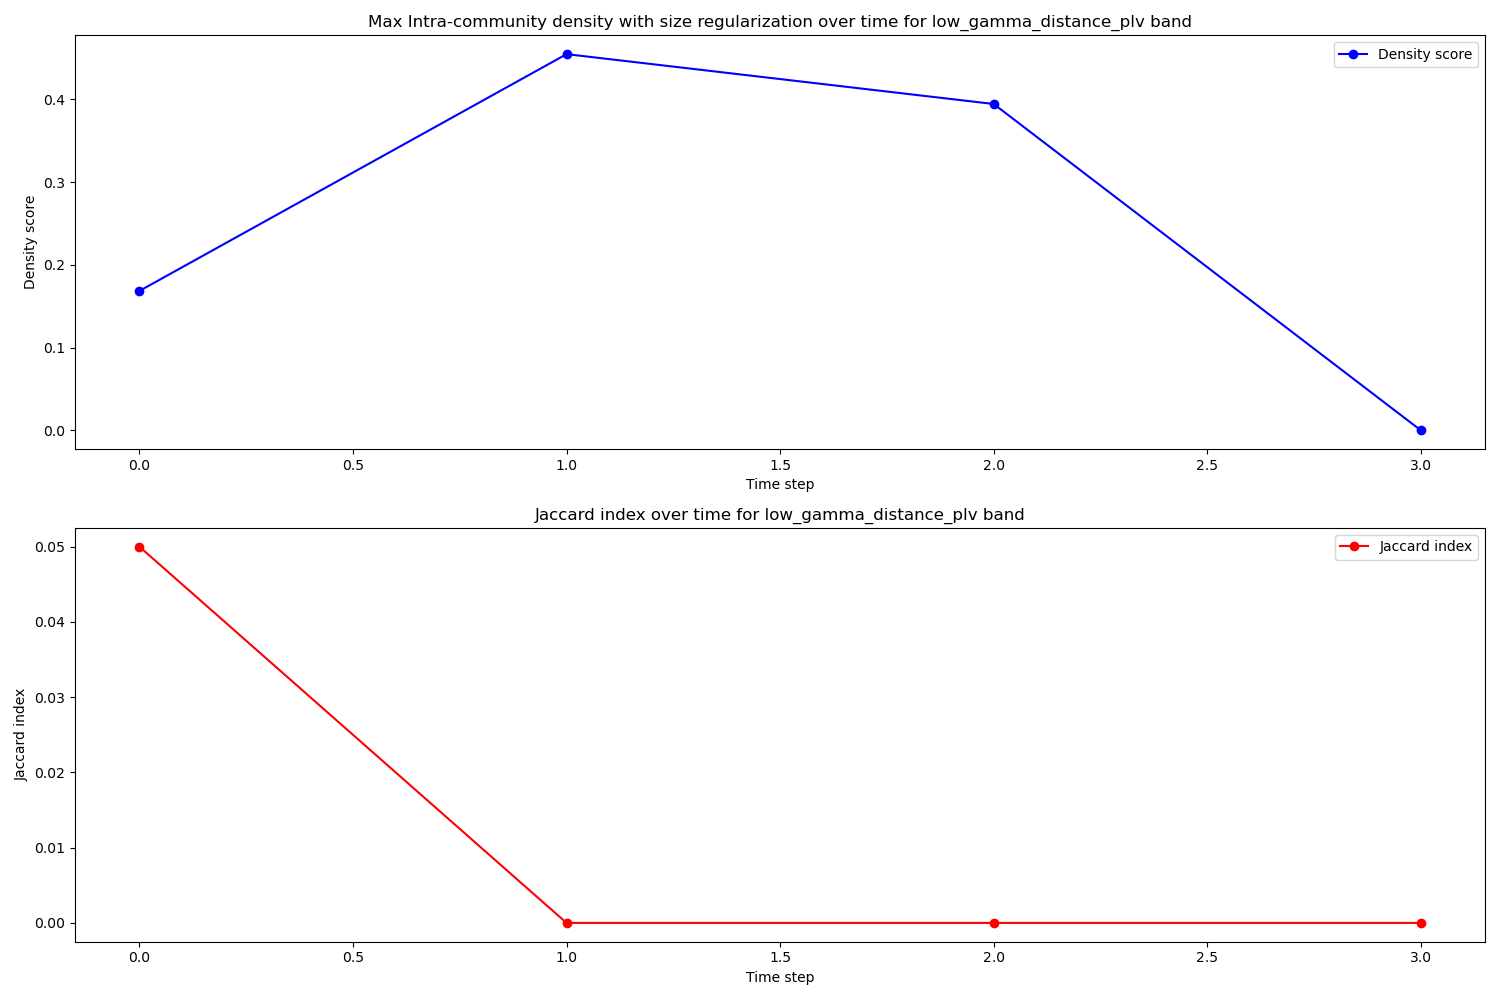 Max Intra-community density with size regularization over time for low_gamma_distance_plv band
Density score
0.4
0.3
0.2
0.1
0.0
Density score
0.0 0.5 1.0 1.5 2.0 2.5 3.0
Time step
Jaccard index over time for low_gamma_distance_plv band
Jaccard index
0.05
0.04
0.03
0.02
0.01
0.00
Jaccard index
0.0 0.5 1.0 1.5 2.0 2.5 3.0
Time step